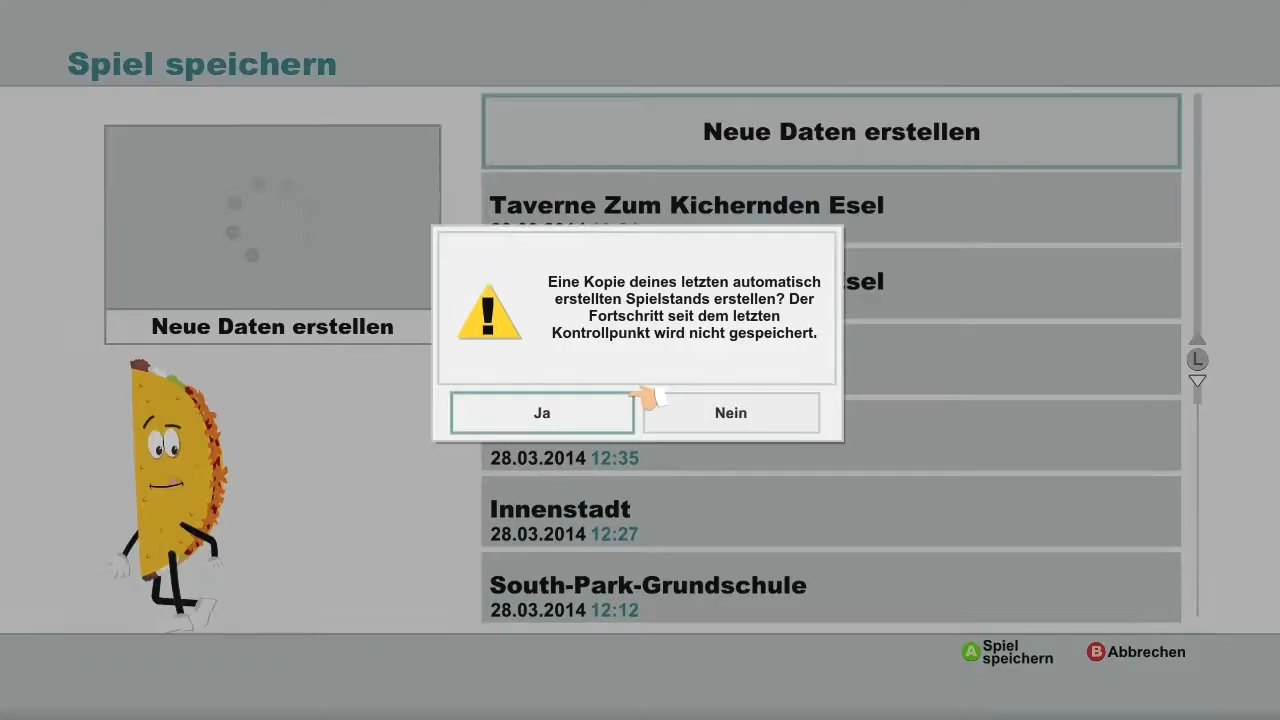 Spiel speichern
Neue Daten erstellen
Taverne Zum Kichernden Esel
Esel
Eine Kopie deines letzten automatisch
erstellten Spielstands erstellen? Der
Fortschritt seit dem letzten
Kontrollpunkt wird nicht gespeichert.
Ja
Nein
Neue Daten erstellen
L
28.03.2014 12:35
Innenstadt
28.03.2014 12:27
South-Park-Grundschule
28.03.2014 12:12
A Spiel
speichern
B Abbrechen